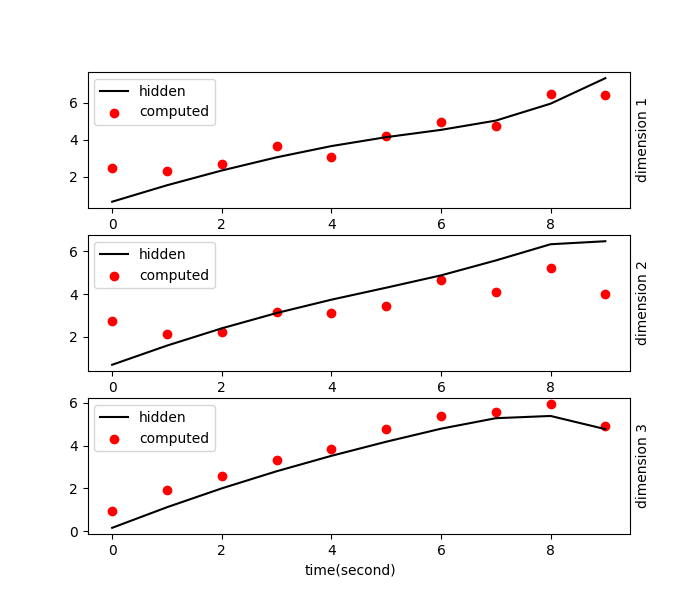 hidden
computed
6
4
2
0 2 4 6 8
dimension 1
hidden
computed
6
4
2
0 2 4 6 8
dimension 2
hidden
computed
6
4
2
0
0 2 4 6 8
dimension 3
time(second)